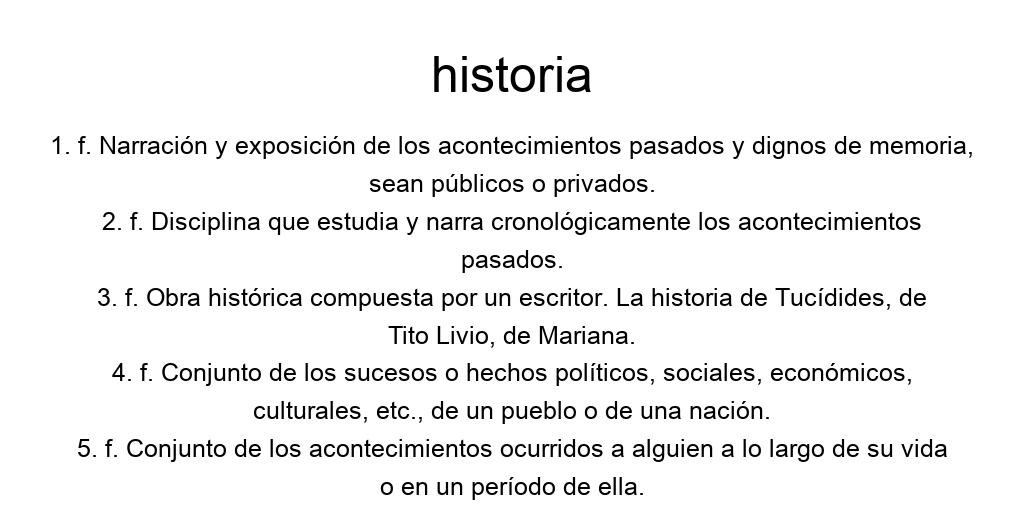 historia
1. f. Narración y exposición de los acontecimientos pasados y dignos de memoria,
sean públicos o privados.
2. f. Disciplina que estudia y narra cronológicamente los acontecimientos
pasados.
3. f. Obra histórica compuesta por un escritor. La historia de Tucídides, de
Tito Livio, de Mariana.
4. f. Conjunto de los sucesos o hechos políticos, sociales, económicos,
culturales, etc., de un pueblo o de una nación.
5. f. Conjunto de los acontecimientos ocurridos a alguien a lo largo de su vida
o en un período de ella.